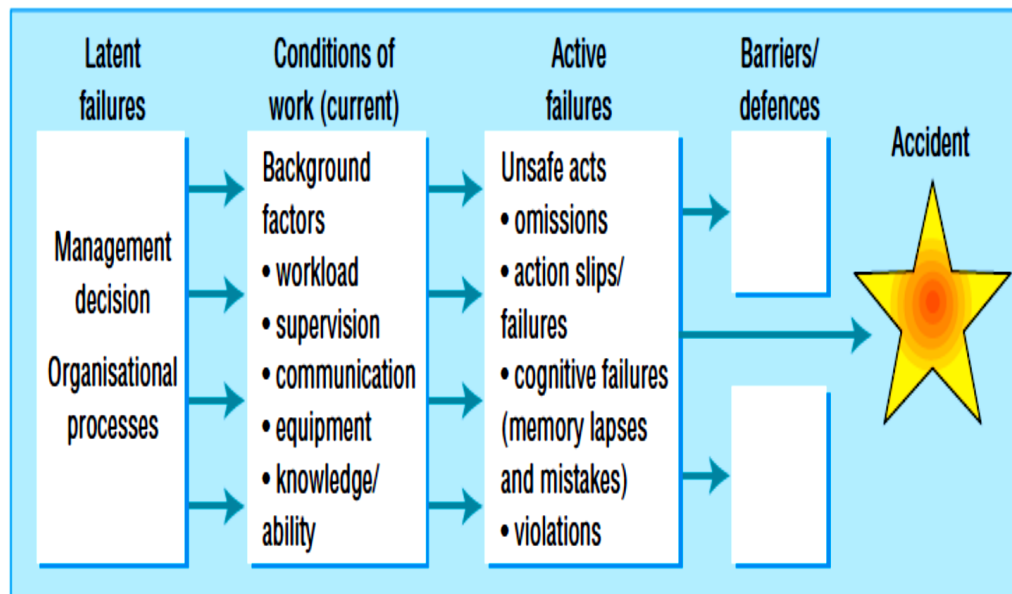 Latent
failures
Conditions of
work (current)
Active
failures
Barriers/
defences
Accident
Management
decision
Organisational
processes
Background
factors
• workload
• supervision
• communication
• equipment
• knowledge/
ability
Unsafe acts
• omissions
• action slips/
failures
• cognitive failures
(memory lapses
and mistakes)
• violations